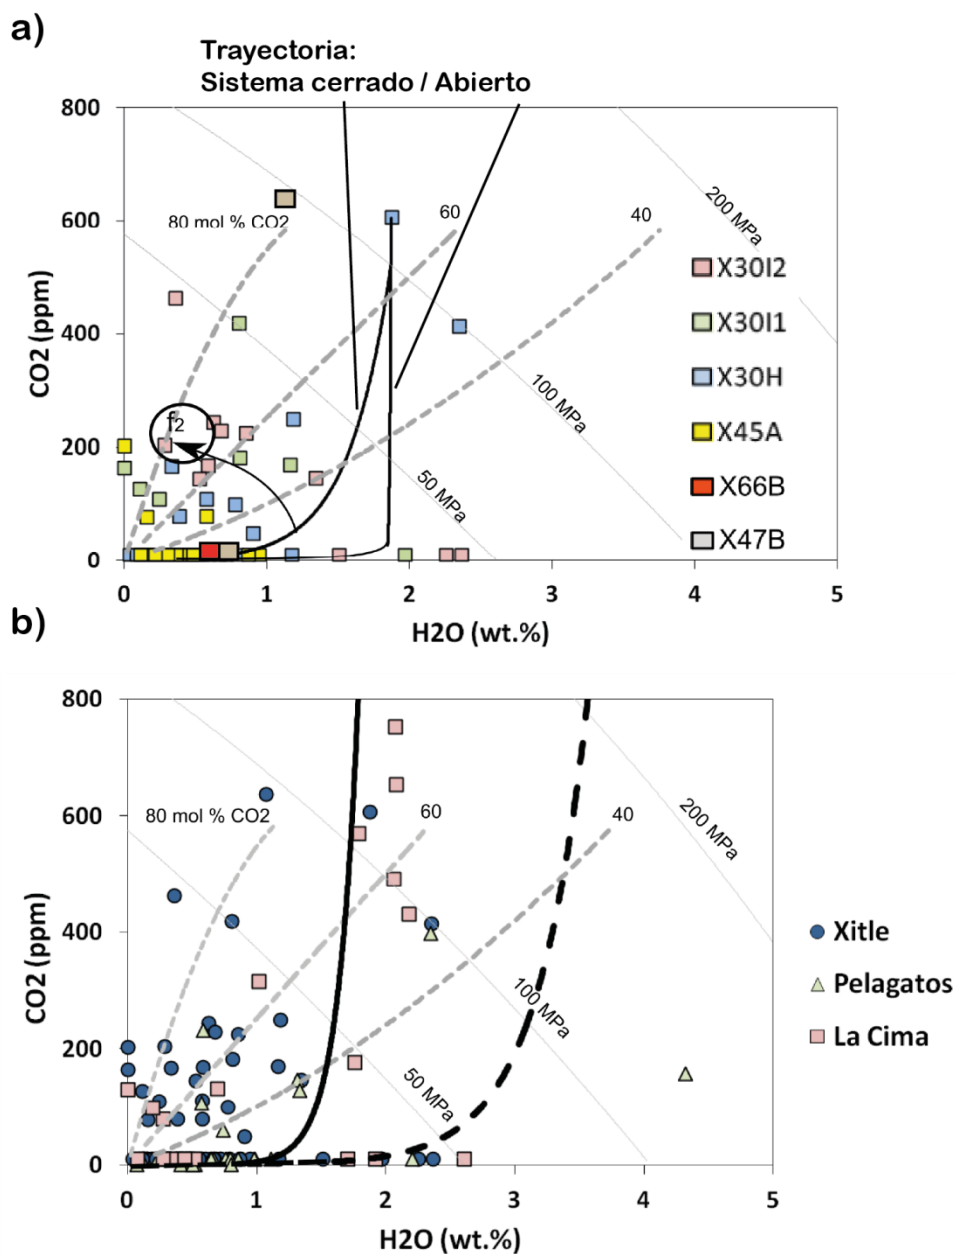 a)
Trayectoria:
Sistema cerrado / Abierto
800
600
400
200
0
CO2 (ppm)
0 1 2 3 4 5
H2O (wt.%)
80 mol % CO2
60
40
200 MPa
100 MPa
50 MPa
f2
X30I2
X30I1
X30H
X45A
X66B
X47B
b)
800
600
400
200
0
CO2 (ppm)
0 1 2 3 4 5
H2O (wt.%)
80 mol % CO2
60
40
200 MPa
100 MPa
50 MPa
Xitle
Pelagatos
La Cima